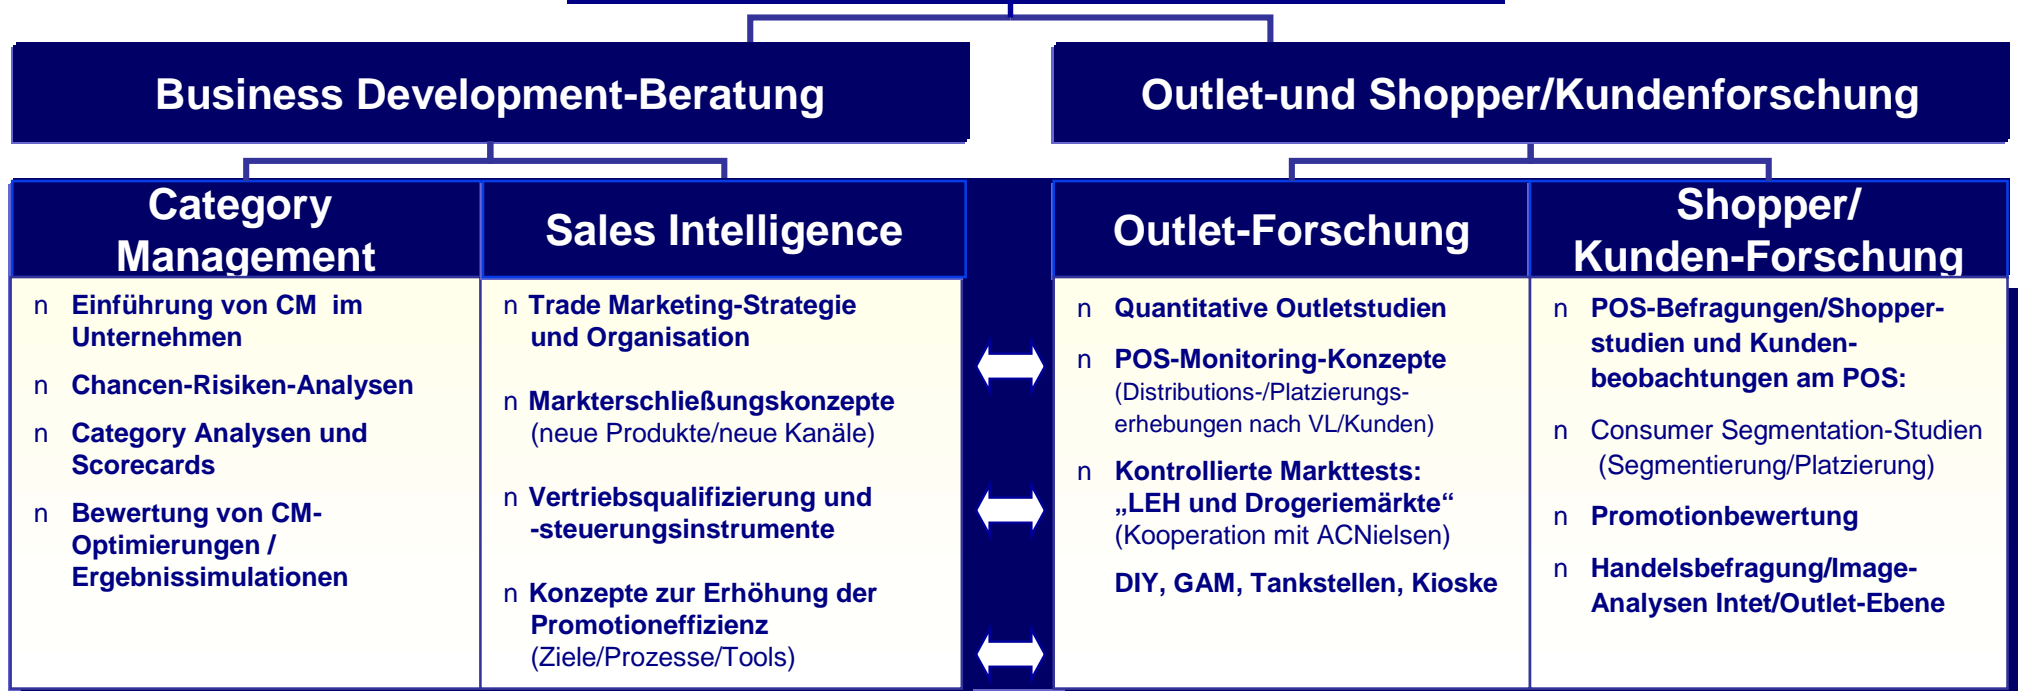 Business Development-Beratung
Outlet-und Shopper/Kundenforschung
Category
Management
n Einführung von CM im
Unternehmen
n Chancen-Risiken-Analysen
n Category Analysen und
Scorecards
n Bewertung von CM-
Optimierungen /
Ergebnissimulationen
Sales Intelligence
n Trade Marketing-Strategie
und Organisation
n Markterschließungskonzepte
(neue Produkte/neue Kanäle)
n Vertriebsqualifizierung und
-steuerungsinstrumente
n Konzepte zur Erhöhung der
Promotioneffizienz
(Ziele/Prozesse/Tools)
Outlet-Forschung
n Quantitative Outletstudien
n POS-Monitoring-Konzepte
(Distributions-/Platzierungs-
erhebungen nach VL/Kunden)
n Kontrollierte Markttests:
„LEH und Drogeriemärkte“
(Kooperation mit ACNielsen)
DIY, GAM, Tankstellen, Kioske
Shopper/
Kunden-Forschung
n POS-Befragungen/Shopper-
studien und Kunden-
beobachtungen am POS:
n Consumer Segmentation-Studien
(Segmentierung/Platzierung)
n Promotionbewertung
n Handelsbefragung/Image-
Analysen Intet/Outlet-Ebene